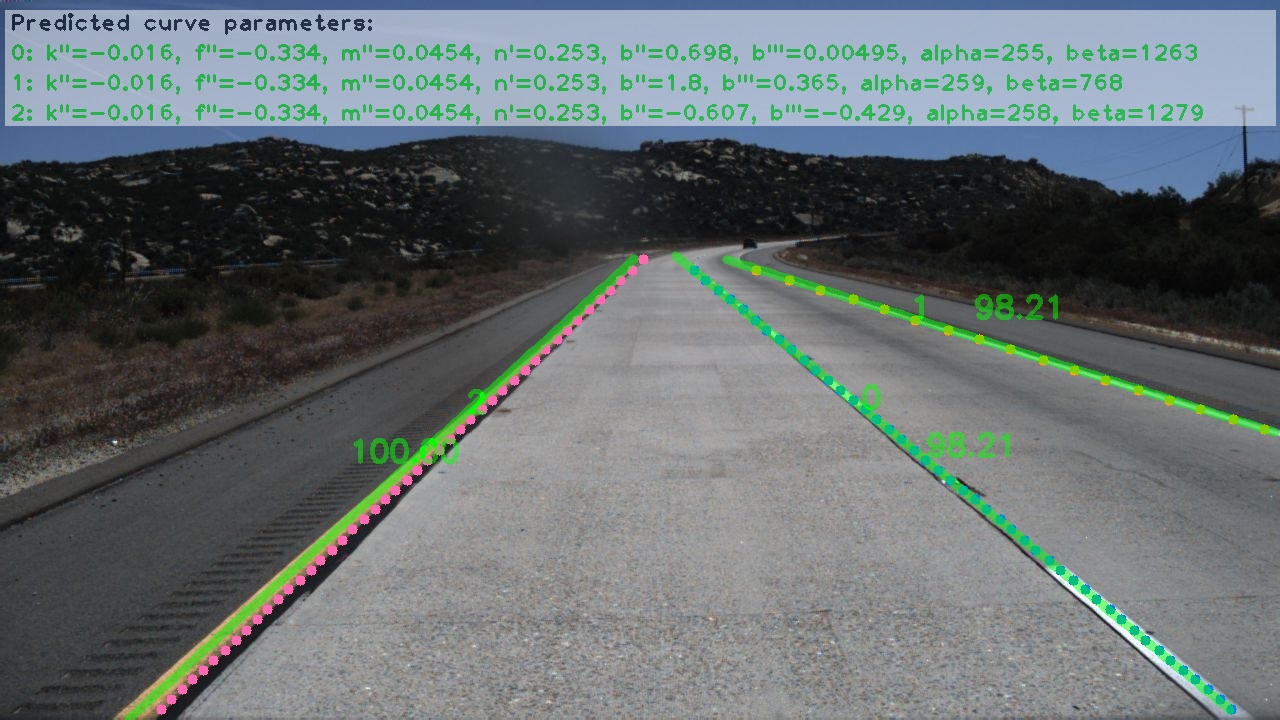 Predicted curve parameters:
0: k''=-0.016, f''=-0.334, m''=0.0454, n'=0.253, b''=0.698, b'''=0.00495, alpha=255, beta=1263
1: k''=-0.016, f''=-0.334, m''=0.0454, n'=0.253, b''=1.8, b'''=0.365, alpha=259, beta=768
2: k''=-0.016, f''=-0.334, m''=0.0454, n'=0.253, b''=-0.607, b'''=-0.429, alpha=258, beta=1279
1 98.21
2
0
100.00
98.21